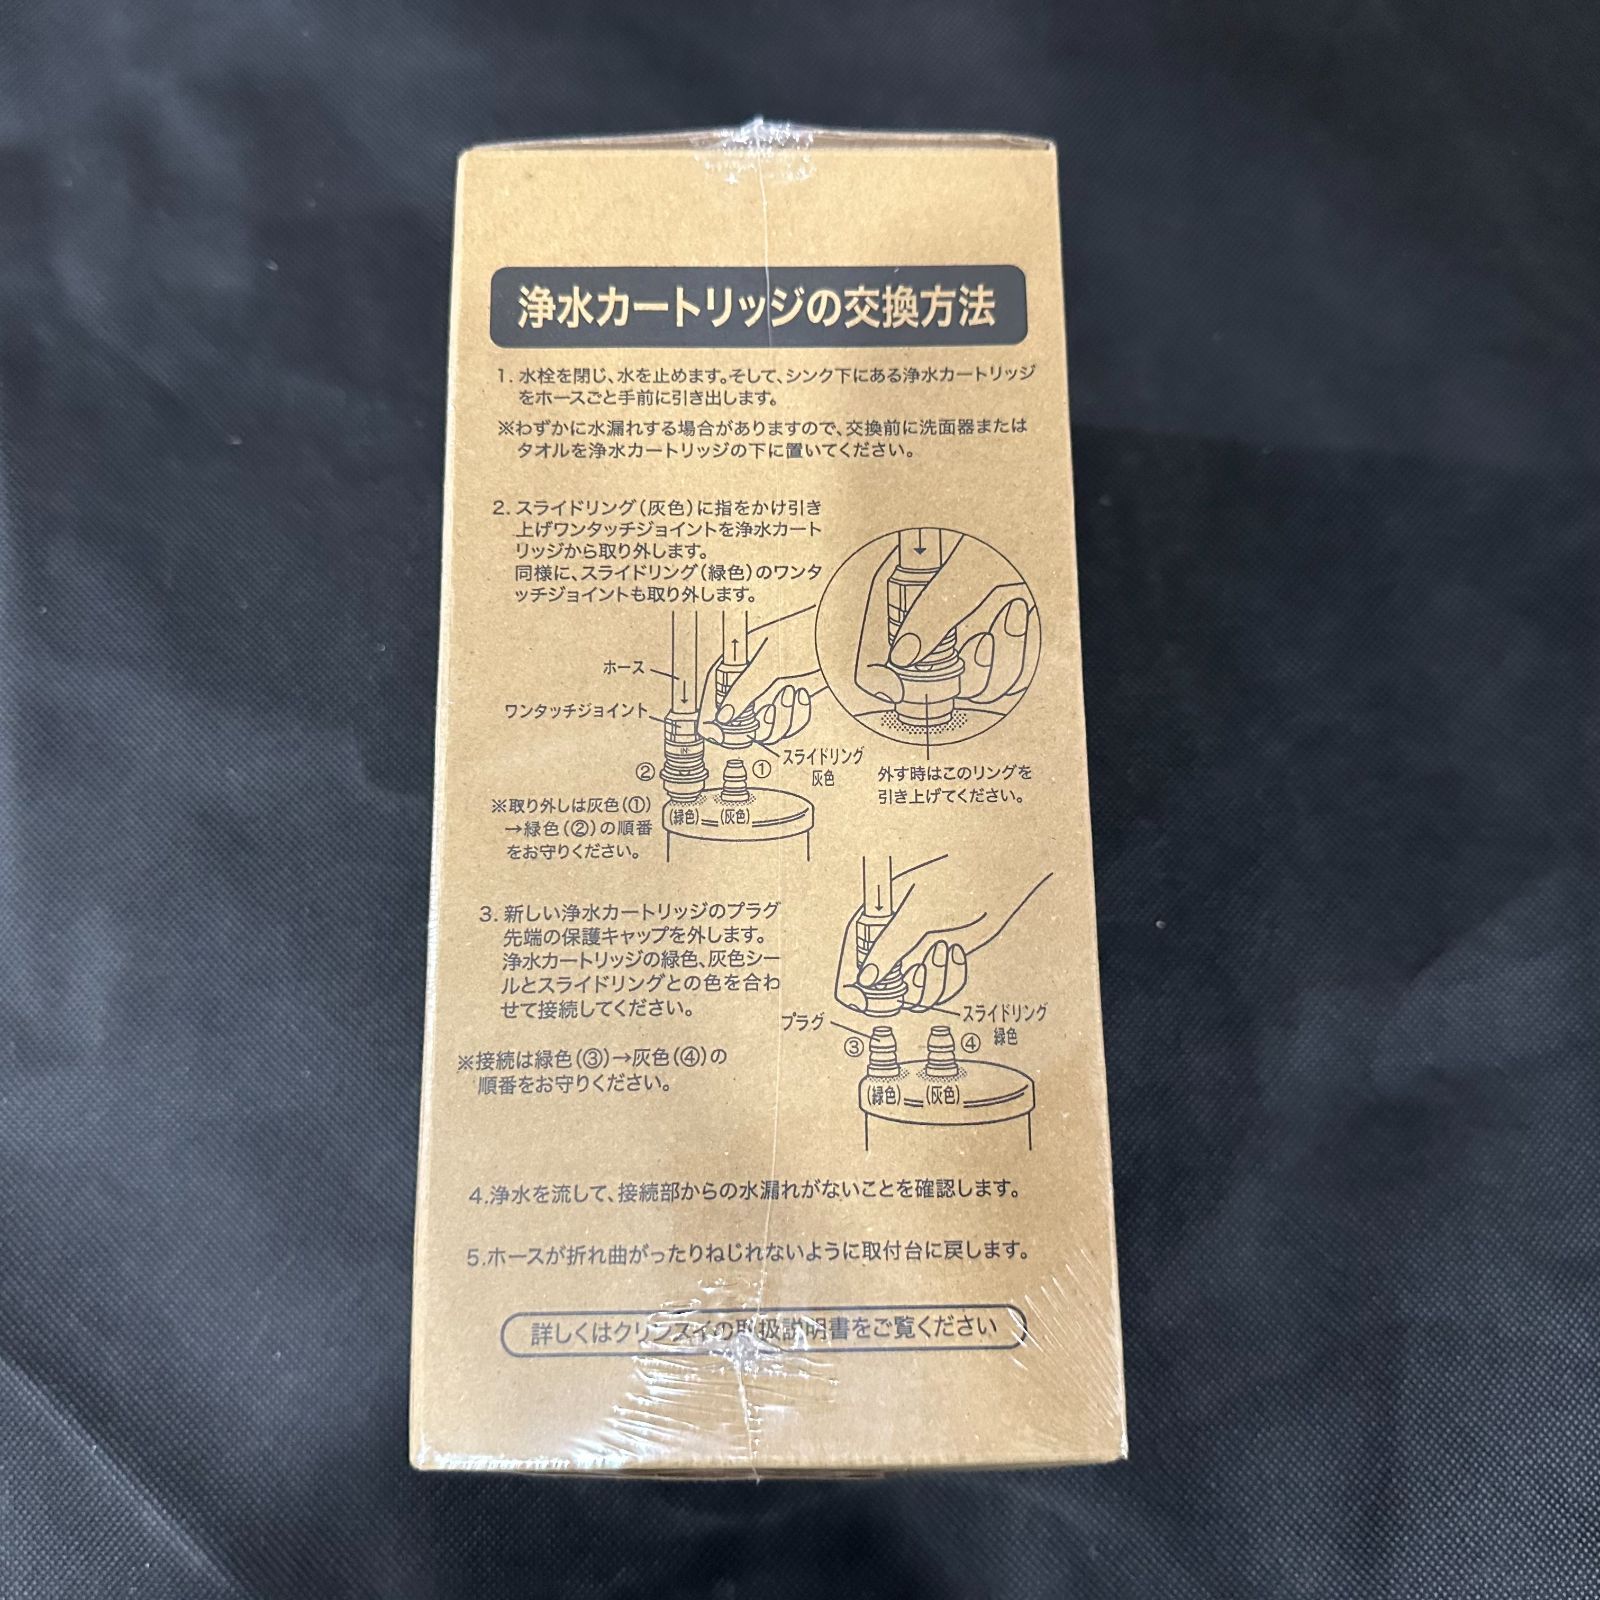 浄水カートリッジの交換方法
1. 水栓を閉じ、水を止めます。そして、シンク下にある浄水カートリッジ
をホースごと手前に引き出します。
※わずかに水漏れする場合がありますので、交換前に洗面器または
タオルを浄水カートリッジの下に置いてください。
2. スライドリング(灰色)に指をかけ引き
上げワンタッチジョイントを浄水カート
リッジから取り外します。
同様に、スライドリング(緑色)のワンタ
ッチジョイントも取り外します。
ホース
ワンタッチジョイント
IN
スライドリング
灰色
②
①
(緑色)
(灰色)
外す時はこのリングを
引き上げてください。
※取り外しは灰色(①)
→緑色(②)の順番
をお守りください。
3. 新しい浄水カートリッジのプラグ
先端の保護キャップを外します。
浄水カートリッジの緑色、灰色シー
ルとスライドリングとの色を合わ
せて接続してください。
プラグ
スライドリング
緑色
③
④
(緑色)
(灰色)
※接続は緑色(③)→灰色(④)の
順番をお守りください。
4.浄水を流して、接続部からの水漏れがないことを確認します。
5.ホースが折れ曲がったりねじれないように取付台に戻します。
詳しくはクリンスイの取扱説明書をご覧ください